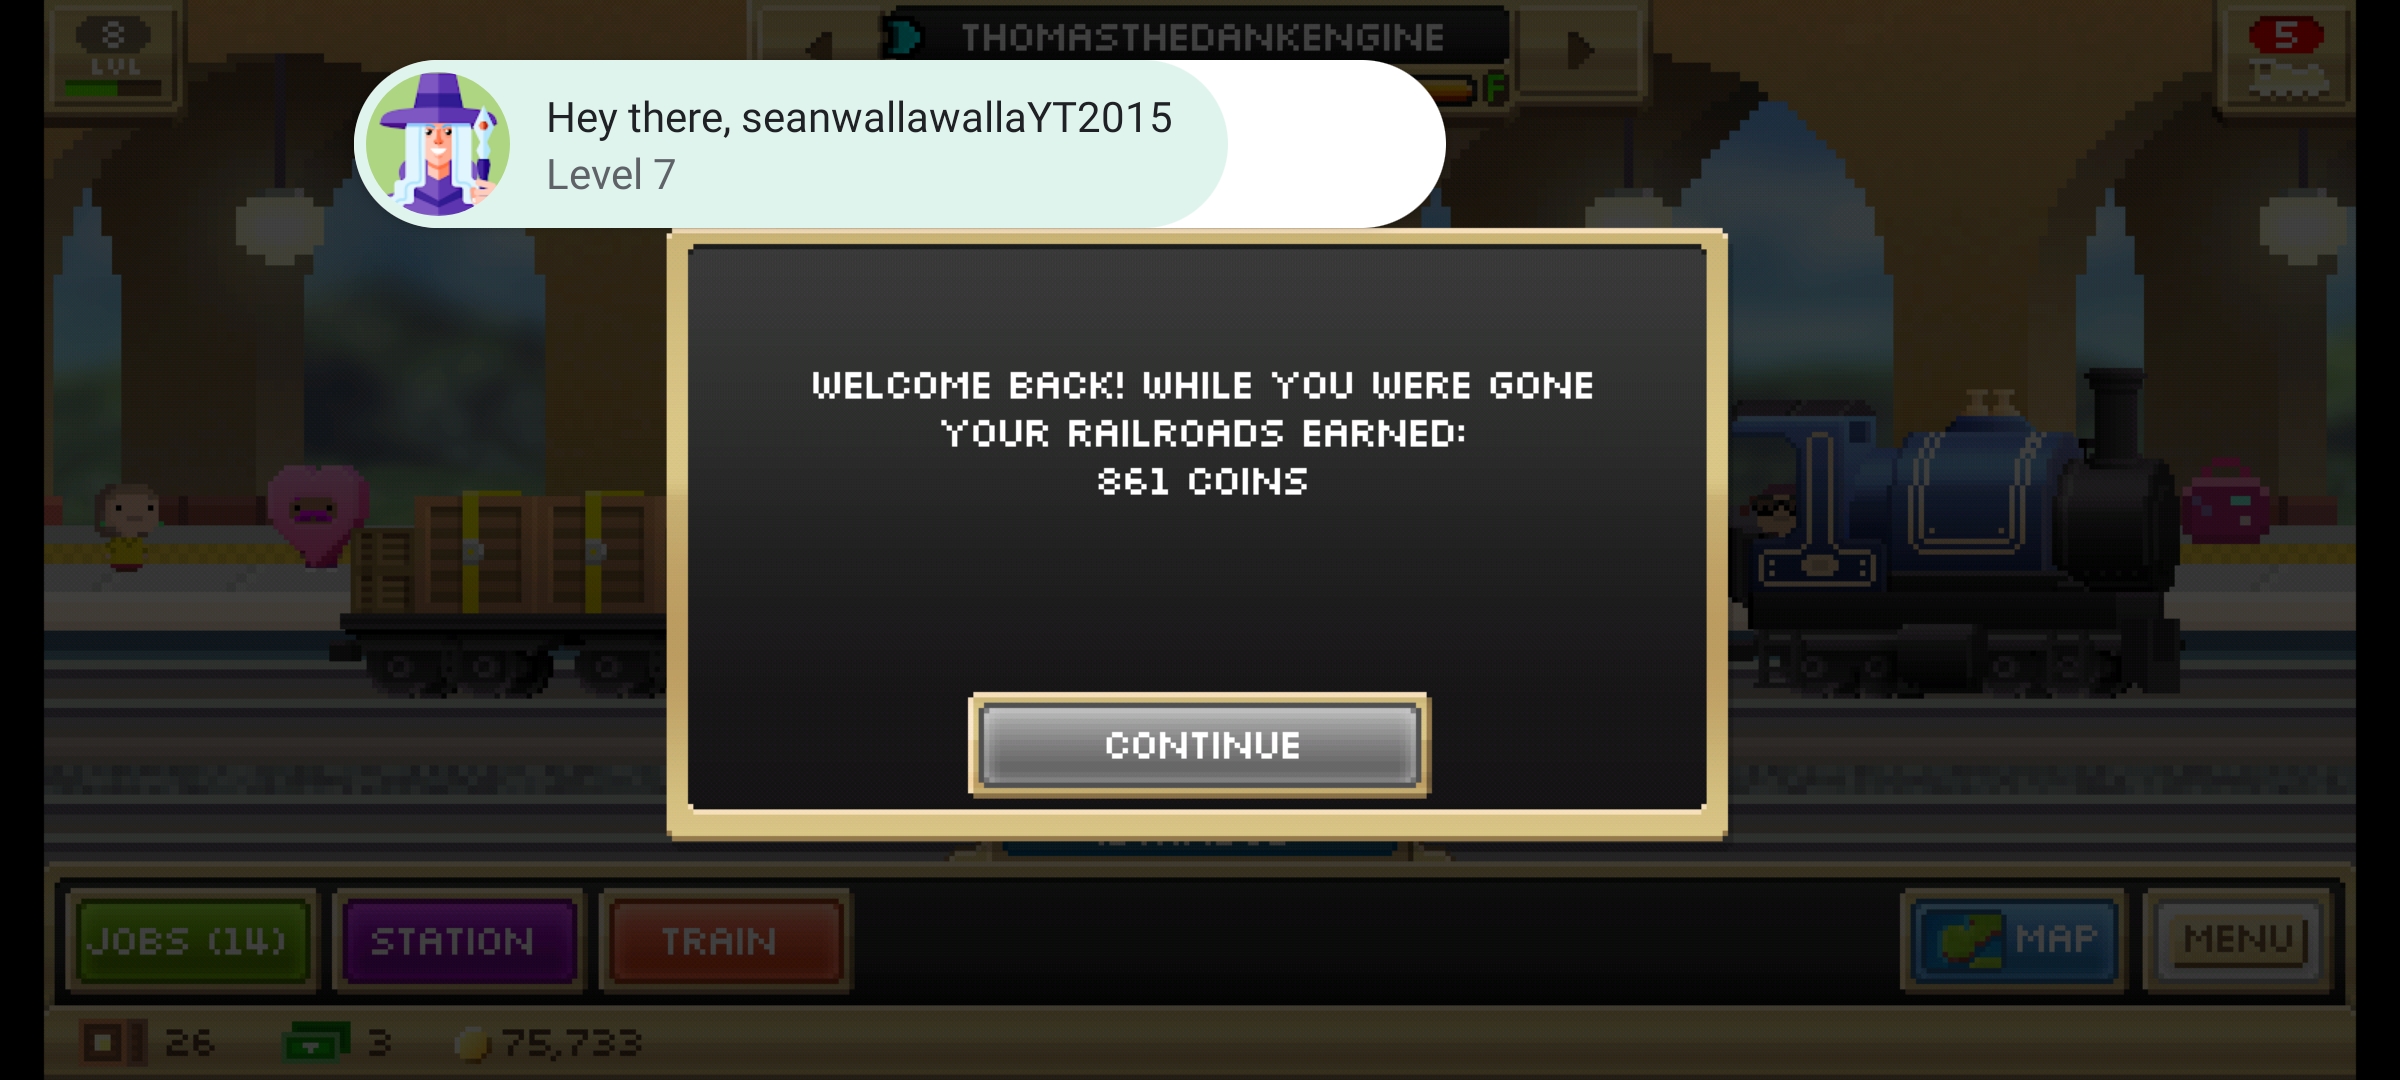 8
LVL
THOMASTHEDANKENGINE
F
5
Hey there, seanwallawallaYT2015
Level 7
WELCOME BACK! WHILE YOU WERE GONE
YOUR RAILROADS EARNED:
861 COINS
CONTINUE
JOBS (14)
STATION
TRAIN
MAP
MENU
26
3
75,733